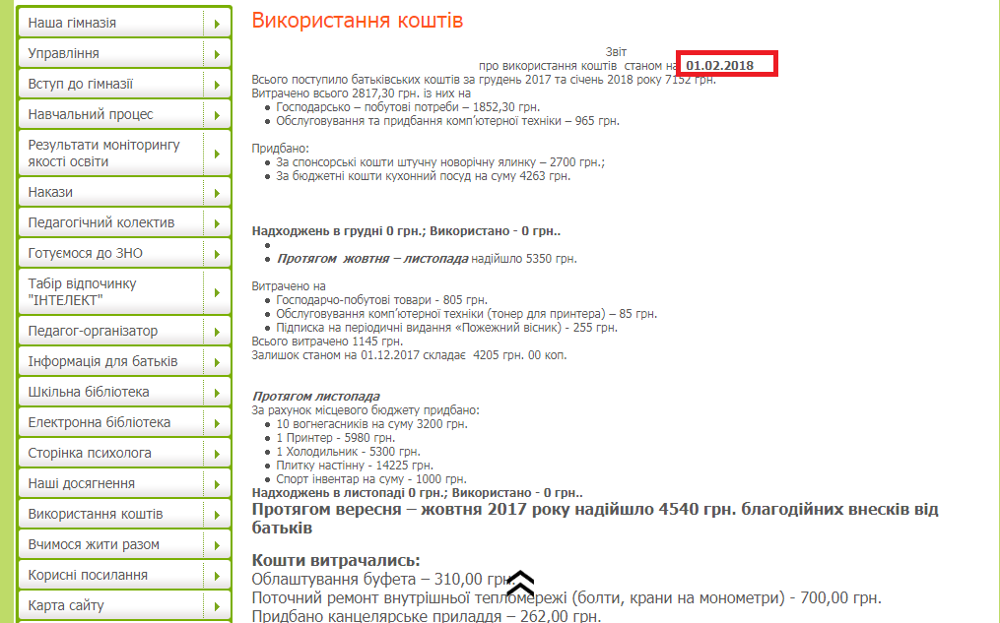 Наша гімназія
Управління
Вступ до гімназії
Навчальний процес
Результати моніторингу
якості освіти
Накази
Педагогічний колектив
Готуємося до ЗНО
Табір відпочинку
"ІНТЕЛЕКТ"
Педагог-організатор
Інформація для батьків
Шкільна бібліотека
Електронна бібліотека
Сторінка психолога
Наші досягнення
Використання коштів
Вчимося жити разом
Корисні посилання
Карта сайту
Використання коштів
Звіт
про використання коштів станом на 01.02.2018
Всього поступило батьківських коштів за грудень 2017 та січень 2018 року 7152 грн.
Витрачено всього 2817,30 грн. із них на
Господарсько – побутові потреби – 1852,30 грн.
Обслуговування та придбання комп'ютерної техніки – 965 грн.
Придбано:
За спонсорські кошти штучну новорічну ялинку – 2700 грн.;
За бюджетні кошти кухонний посуд на суму 4263 грн.
Надходжень в грудні 0 грн.; Використано - 0 грн..
Протягом жовтня – листопада надійшло 5350 грн.
Витрачено на
Господарчо-побутові товари - 805 грн.
Обслуговування комп'ютерної техніки (тонер для принтера) – 85 грн.
Підписка на періодичні видання «Пожежний вісник) - 255 грн.
Всього витрачено 1145 грн.
Залишок станом на 01.12.2017 складає 4205 грн. 00 коп.
Протягом листопада
За рахунок місцевого бюджету придбано:
10 вогнегасників на суму 3200 грн.
1 Принтер - 5980 грн.
1 Холодильник - 5300 грн.
Плитку настінну - 14225 грн.
Спорт інвентар на суму - 1000 грн.
Надходжень в листопаді 0 грн.; Використано - 0 грн..
Протягом вересня – жовтня 2017 року надійшло 4540 грн. благодійних внесків від
батьків
Кошти витрачались:
Облаштування буфета – 310,00 грн.
Поточний ремонт внутрішньої тепломережі (болти, крани на монометри) - 700,00 грн.
Придбано канцелярське приладдя – 262,00 грн.